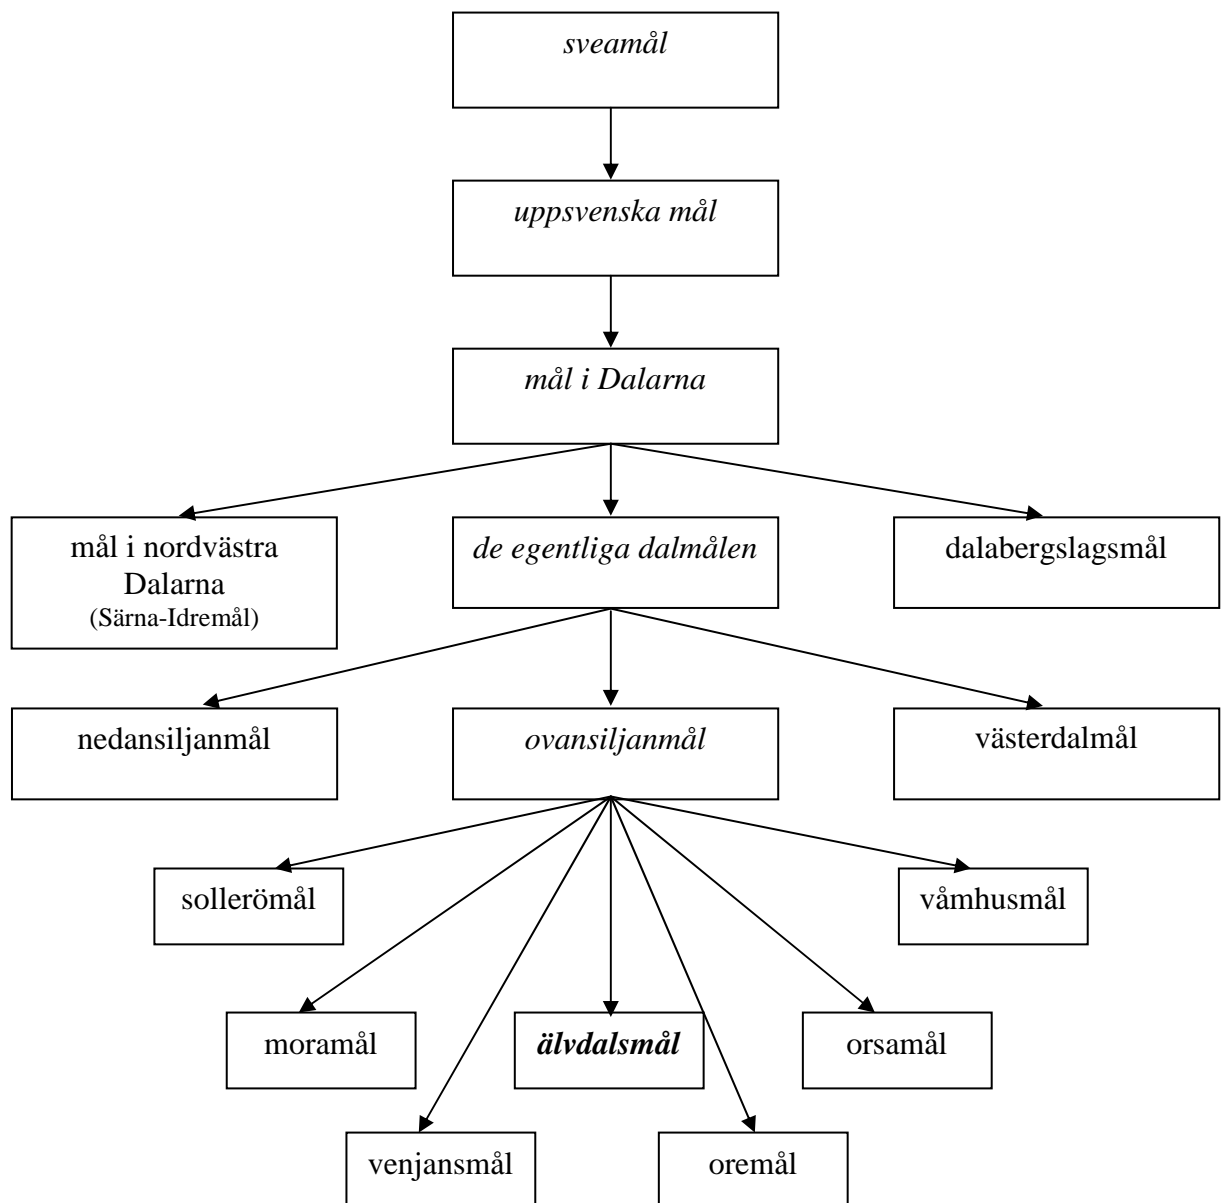 sveamål
uppsvenska mål
mål i Dalarna
mål i nordvästra
Dalarna
(Särna-Idremål)
de egentliga dalmålen
dalabergslagsmål
nedansiljanmål
ovansiljanmål
västerdalmål
sollerömål
våmhusmål
moramål
älvdalsmål
orsamål
venjansmål
oremål